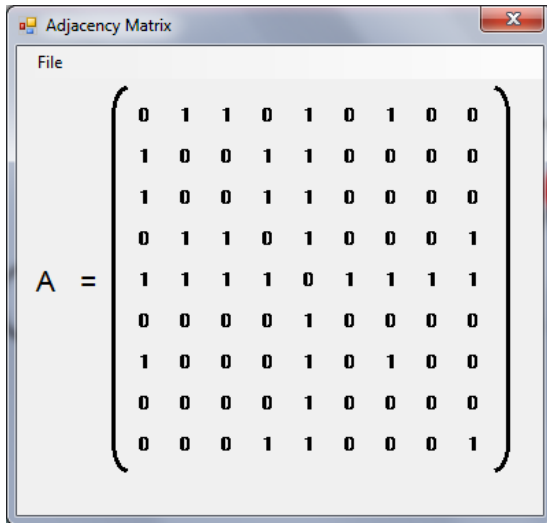 Adjacency Matrix
File
0 1 1 0 1 0 1 0 0
1 0 0 1 1 0 0 0 0
1 0 0 1 1 0 0 0 0
0 1 1 0 1 0 0 0 1
A = 1 1 1 1 0 1 1 1 1
0 0 0 0 1 0 0 0 0
1 0 0 0 1 0 1 0 0
0 0 0 0 1 0 0 0 0
0 0 0 1 1 0 0 0 1